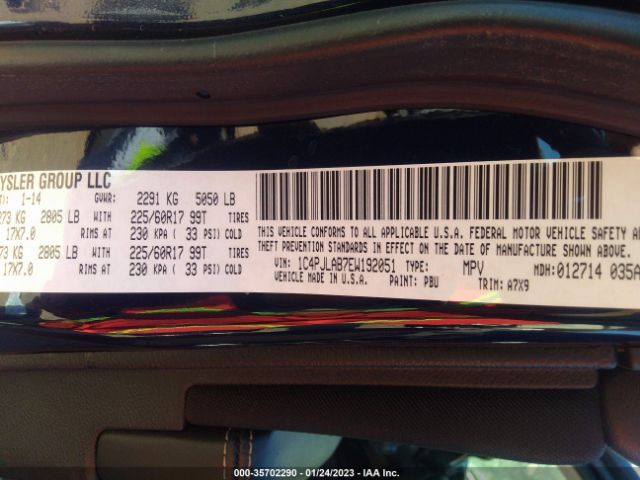 YSLER GROUP LLC
): 1-14 GVWR: 2291 KG 5050 LB
273 KG 2805 LB WITH 225/60R17 99T TIRES
17X7.0 RIMS AT 230 KPA ( 33 PSI) COLD
73 KG 2805 LB WITH 225/60R17 99T TIRES
17X7.0 RIMS AT 230 KPA ( 33 PSI) COLD
THIS VEHICLE CONFORMS TO ALL APPLICABLE U.S.A. FEDERAL MOTOR VEHICLE SAFETY A
THEFT PREVENTION STANDARDS IN EFFECT ON THE DATE OF MANUFACTURE SHOWN ABOVE.
VIN: 1C4PJLAB7EW192051 TYPE: MPV MDH: 012714 035
VEHICLE MADE IN U.S.A. PAINT: PBU TRIM: A7X9
000-35702290 - 01/24/2023 - IAA Inc.